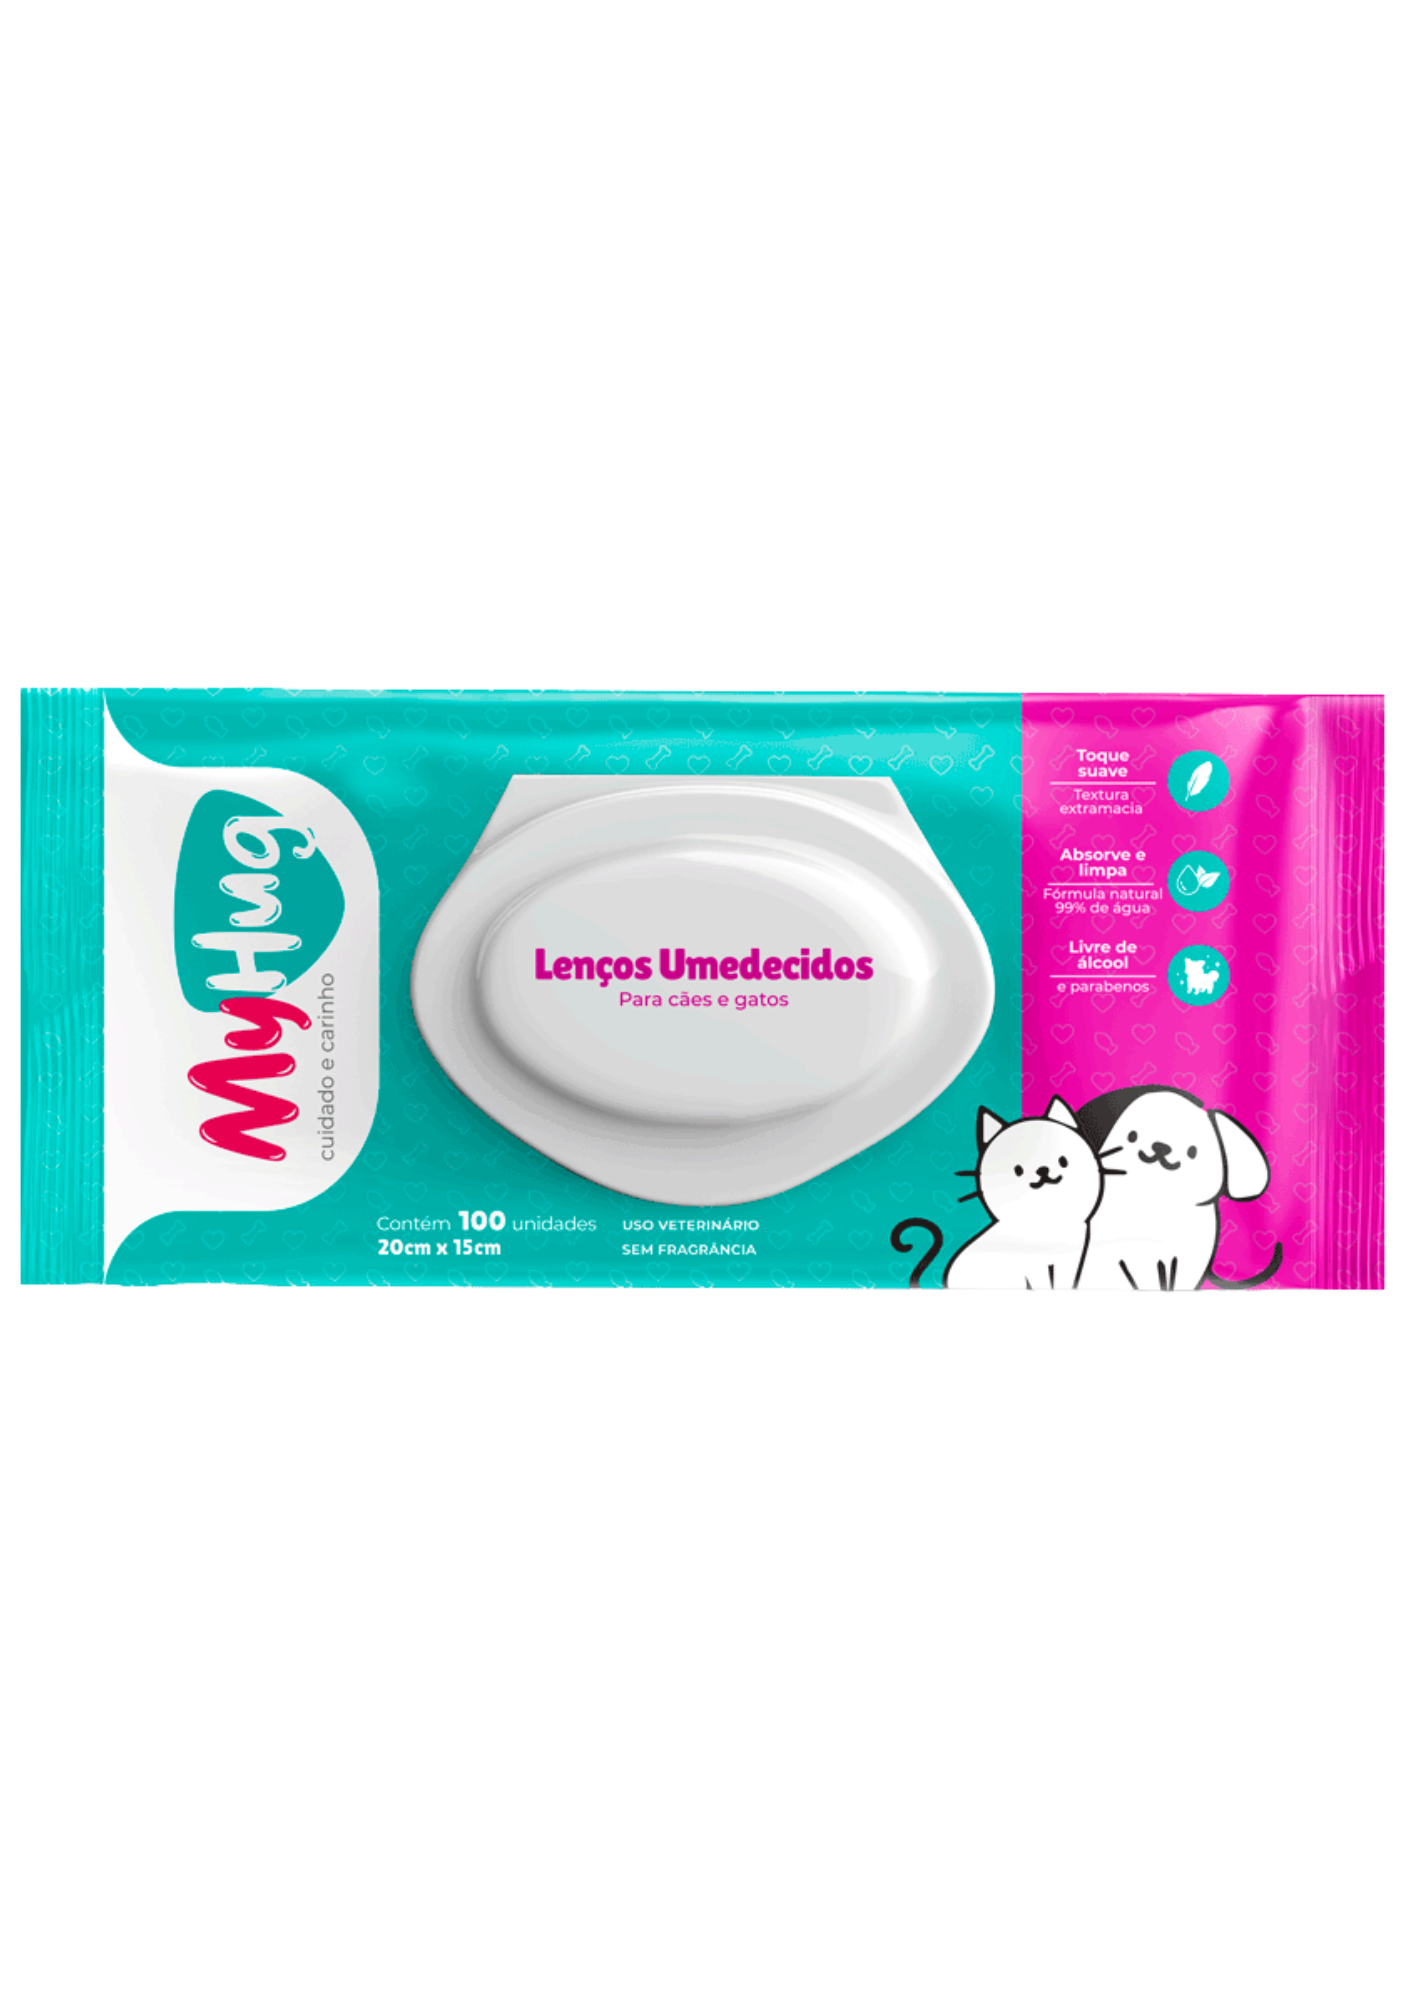 MyHug
cuidado e carinho
Lenços Umedecidos
Para cães e gatos
Contém 100 unidades
20cm x 15cm
USO VETERINÁRIO
SEM FRAGRÂNCIA
Toque
suave
Textura
extramacia
Absorve e
limpa
Fórmula natural
99% de água
Livre de
álcool
e parabenos